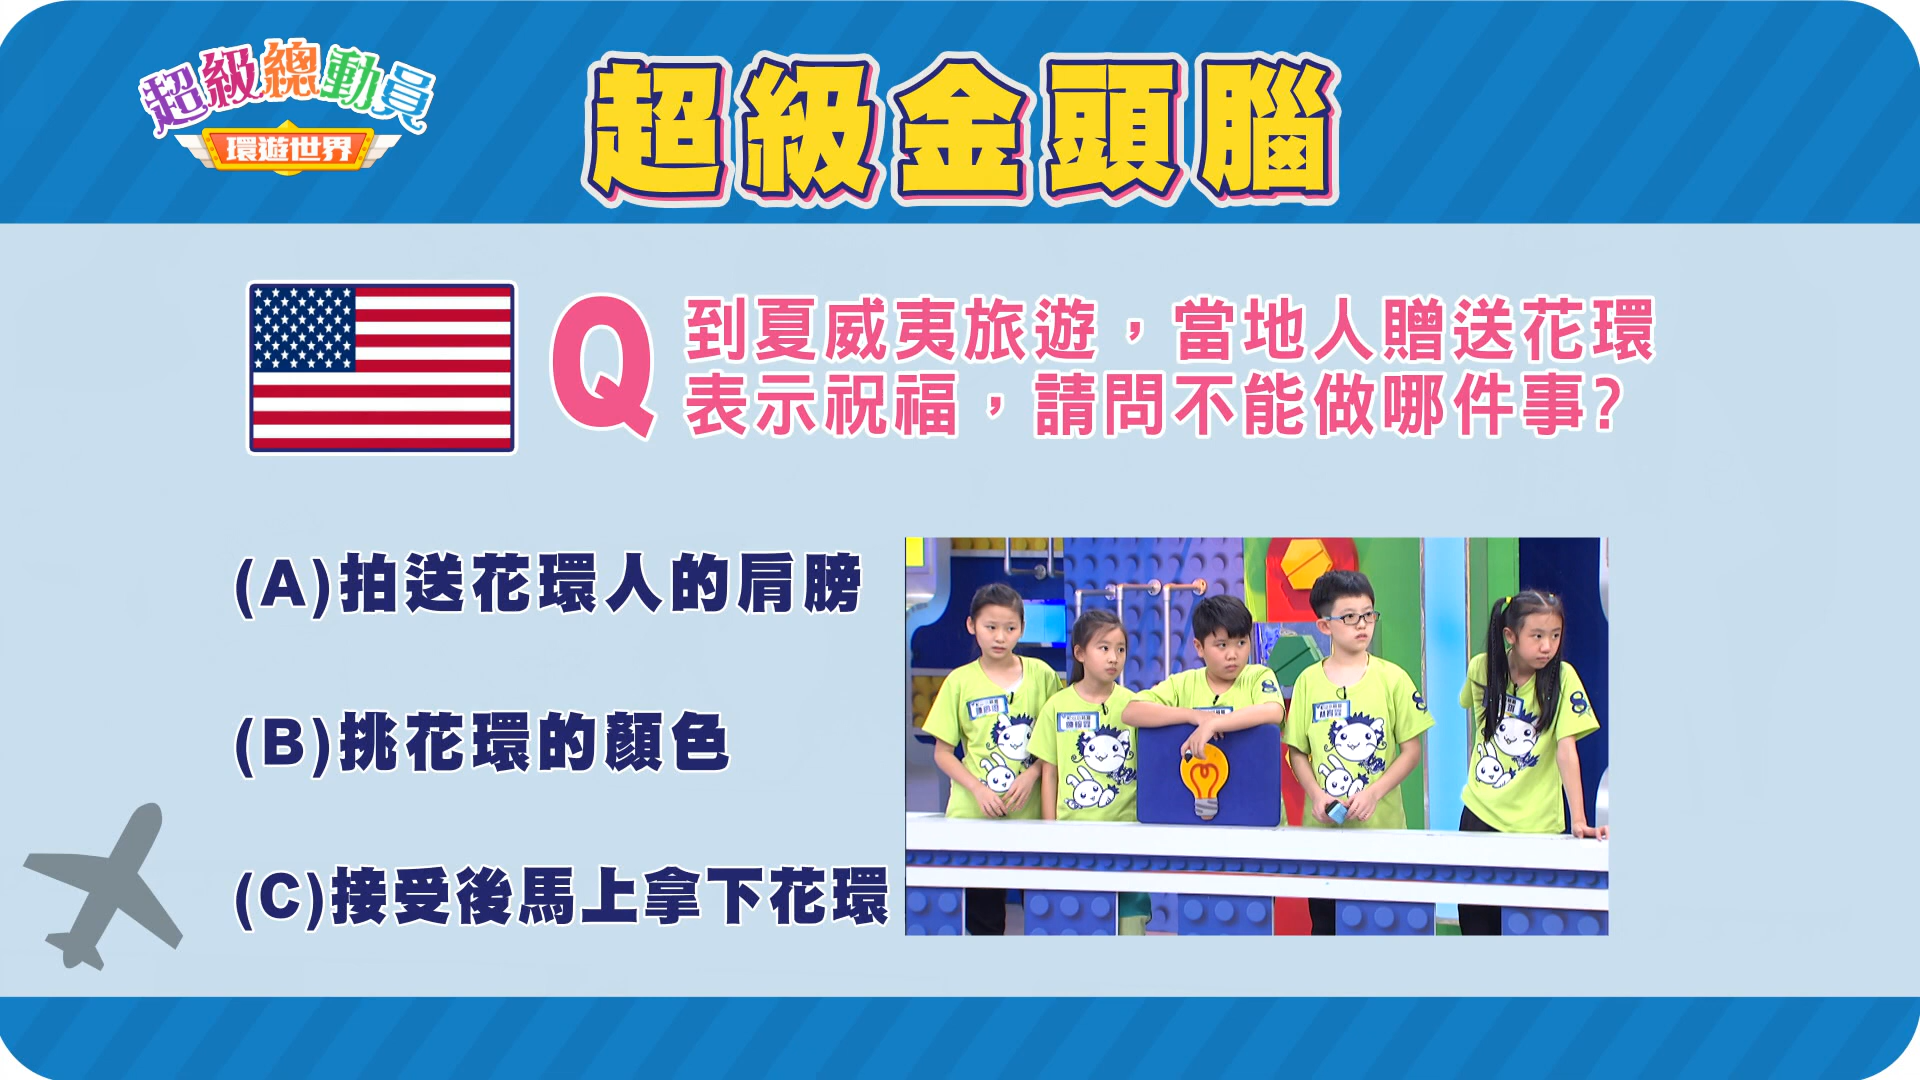 超級總動員
環遊世界
超級金頭腦
Q 到夏威夷旅遊，當地人贈送花環
表示祝福，請問不能做哪件事？
(A)拍送花環人的肩膀
(B)挑花環的顏色
(C)接受後馬上拿下花環
8
8